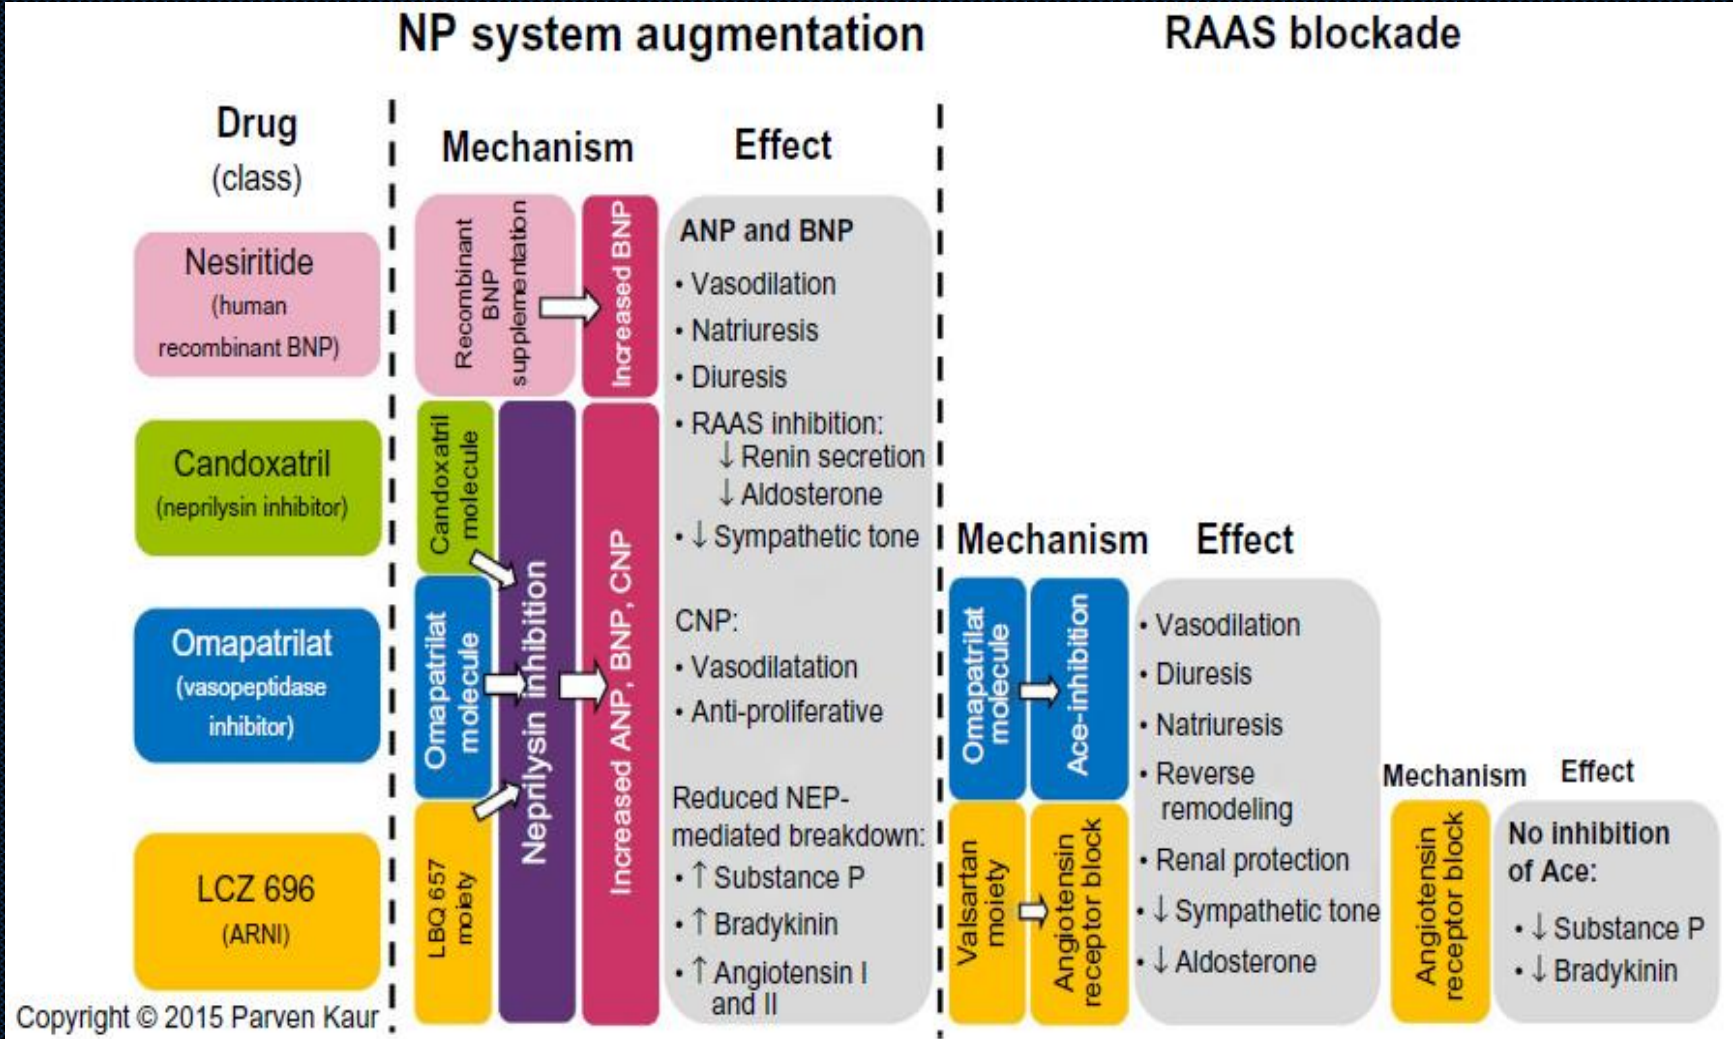 NP system augmentation
RAAS blockade
Drug
(class)
Nesiritide
(human
recombinant BNP)
Candoxatril
(neprilysin inhibitor)
Omapatrilat
(vasopeptidase
inhibitor)
LCZ 696
(ARNI)
Copyright © 2015 Parven Kaur
Mechanism
Recombinant
BNP
supplementation
Candoxatril
molecule
Omapatrilat
molecule
LBQ 657
moiety
Neprilysin inhibition
Increased BNP
Increased ANP, BNP, CNP
Effect
ANP and BNP
• Vasodilation
• Natriuresis
• Diuresis
• RAAS inhibition:
↓ Renin secretion
↓ Aldosterone
• ↓ Sympathetic tone
CNP:
• Vasodilatation
• Anti-proliferative
Reduced NEP-
mediated breakdown:
• ↑ Substance P
• ↑ Bradykinin
• ↑ Angiotensin I
and II
Mechanism
Omapatrilat
molecule
Ace-inhibition
Valsartan
moiety
Angiotensin
receptor block
Effect
• Vasodilation
• Diuresis
• Natriuresis
• Reverse
remodeling
• Renal protection
• ↓ Sympathetic tone
• ↓ Aldosterone
Mechanism
Angiotensin
receptor block
Effect
No inhibition
of Ace:
• ↓ Substance P
• ↓ Bradykinin